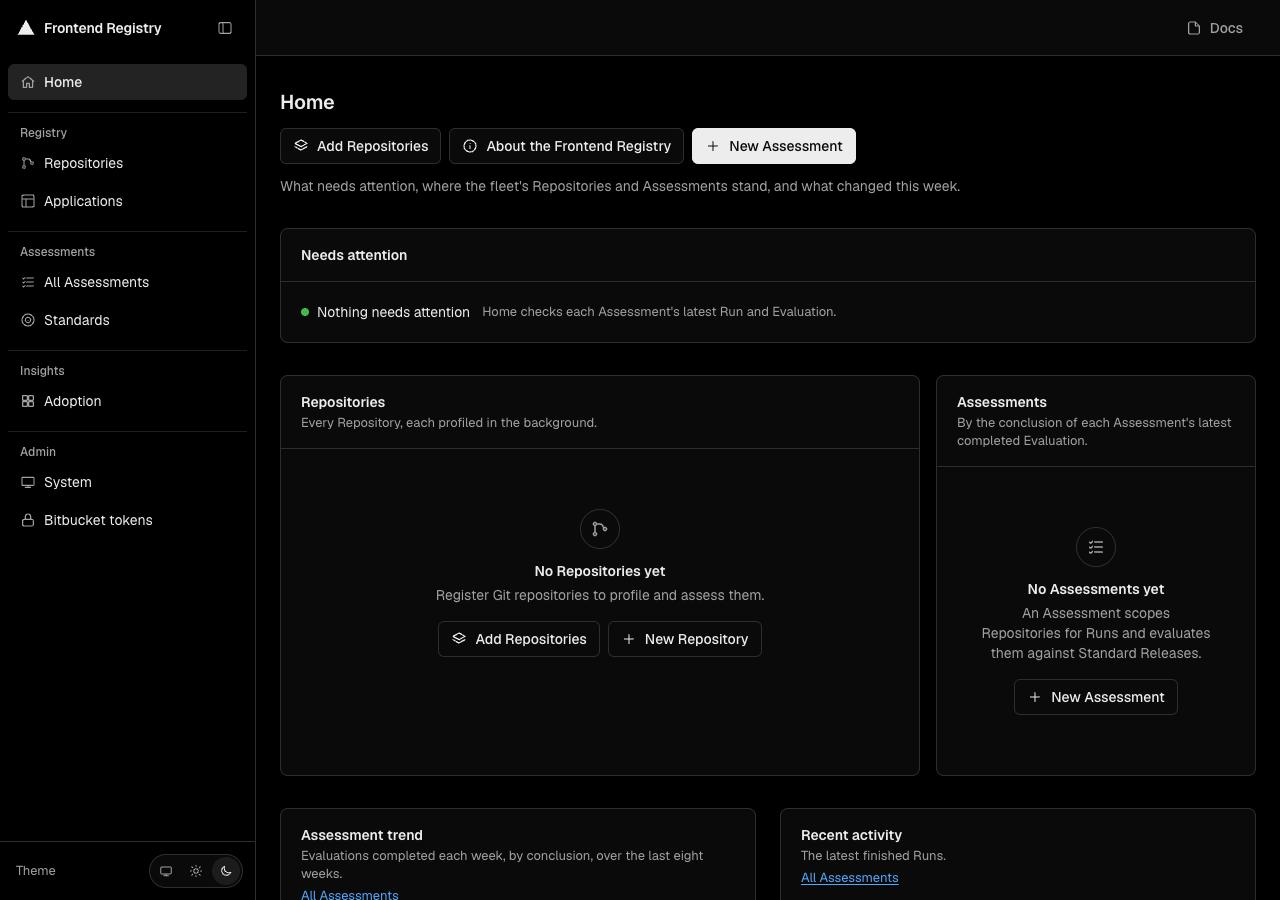 Frontend Registry
Docs
Home
Registry
Repositories
Applications
Assessments
All Assessments
Standards
Insights
Adoption
Admin
System
Bitbucket tokens
Theme
Home
Add Repositories
About the Frontend Registry
New Assessment
What needs attention, where the fleet's Repositories and Assessments stand, and what changed this week.
Needs attention
Nothing needs attention
Home checks each Assessment's latest Run and Evaluation.
Repositories
Every Repository, each profiled in the background.
No Repositories yet
Register Git repositories to profile and assess them.
Add Repositories
New Repository
Assessments
By the conclusion of each Assessment's latest
completed Evaluation.
No Assessments yet
An Assessment scopes
Repositories for Runs and evaluates
them against Standard Releases.
New Assessment
Assessment trend
Evaluations completed each week, by conclusion, over the last eight
weeks.
All Assessments
Recent activity
The latest finished Runs.
All Assessments